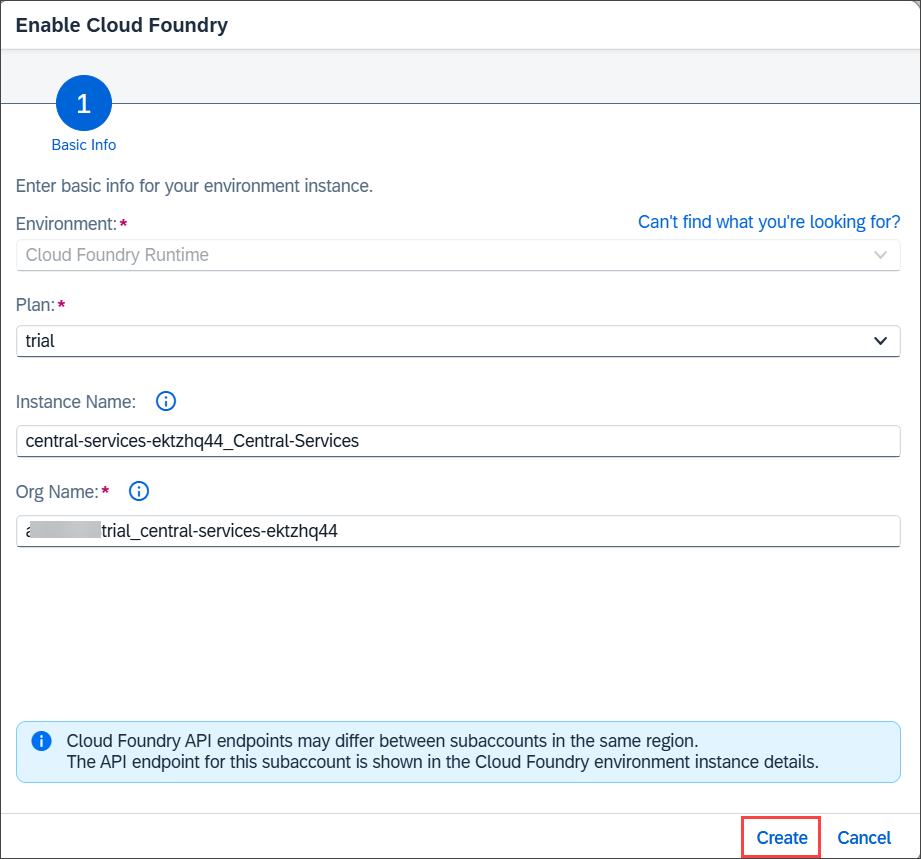 Enable Cloud Foundry
1
Basic Info
Enter basic info for your environment instance.
Environment:*
Can't find what you're looking for?
Cloud Foundry Runtime
Plan:*
trial
Instance Name:
central-services-ektzhq44_Central-Services
Org Name:*
trial_central-services-ektzhq44
Cloud Foundry API endpoints may differ between subaccounts in the same region.
The API endpoint for this subaccount is shown in the Cloud Foundry environment instance details.
Create Cancel